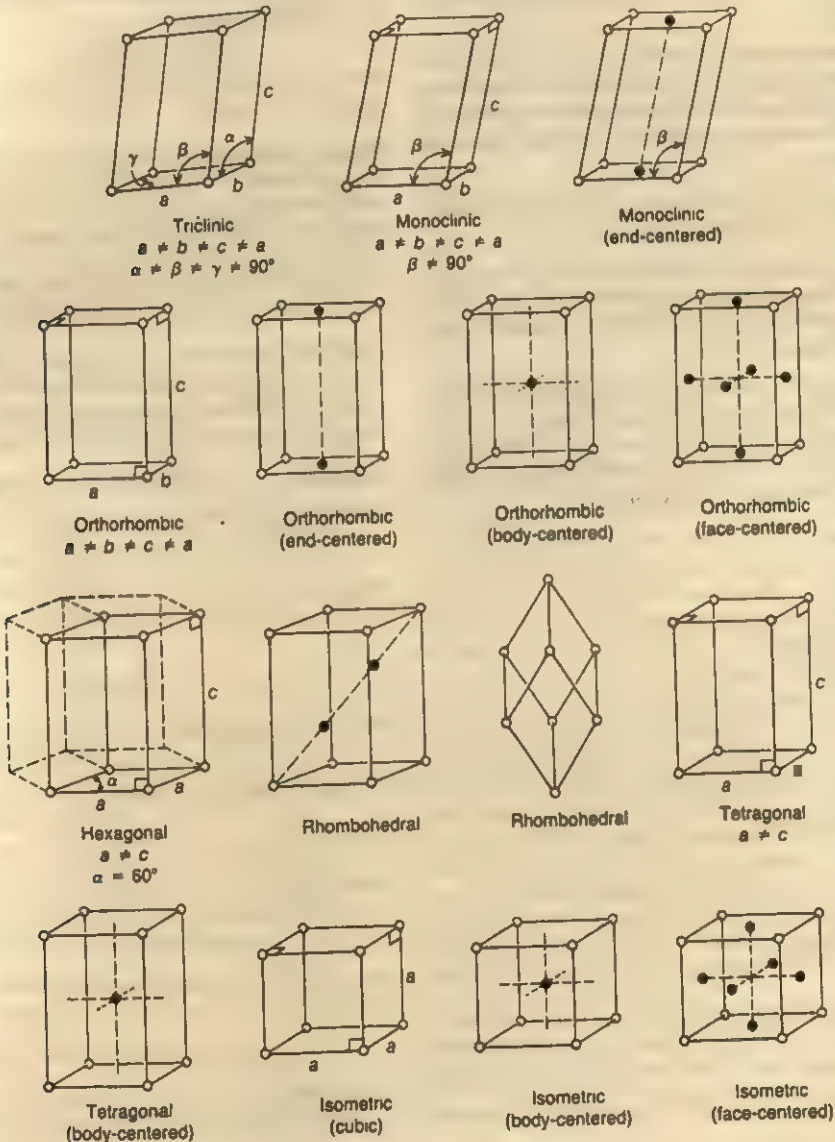 c
γ
β
α
a
b
Triclinic
a ≠ b ≠ c ≠ a
α ≠ β ≠ γ ≠ 90°
c
β
a
b
Monoclinic
a ≠ b ≠ c ≠ a
β ≠ 90°
β
Monoclinic
(end-centered)
c
a
b
Orthorhombic
a ≠ b ≠ c ≠ a
Orthorhombic
(end-centered)
Orthorhombic
(body-centered)
Orthorhombic
(face-centered)
c
α
a
a
Hexagonal
a ≠ c
α = 60°
Rhombohedral
Rhombohedral
c
a
Tetragonal
a ≠ c
Tetragonal
(body-centered)
a
a
a
Isometric
(cubic)
Isometric
(body-centered)
Isometric
(face-centered)